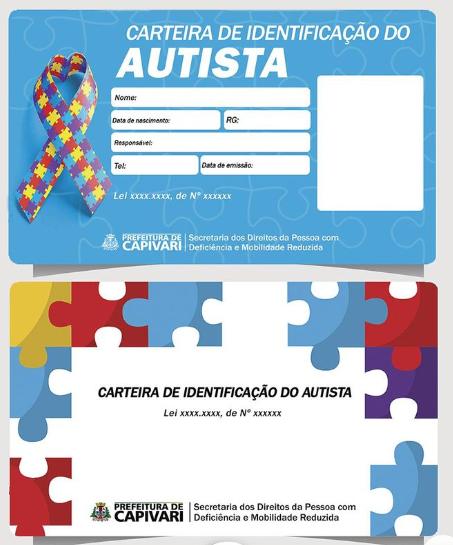 CARTEIRA DE IDENTIFICAÇÃO DO
AUTISTA
Nome:
Data de nascimento:
RG:
Responsável:
Tel:
Data de emissão:
Lei xxxx.xxxx, de Nº xxxxxx
PREFEITURA DE
CAPIVARI
Secretaria dos Direitos da Pessoa com
Deficiência e Mobilidade Reduzida
CARTEIRA DE IDENTIFICAÇÃO DO AUTISTA
Lei xxxx.xxxx, de Nº xxxxxx
PREFEITURA DE
CAPIVARI
Secretaria dos Direitos da Pessoa com
Deficiência e Mobilidade Reduzida